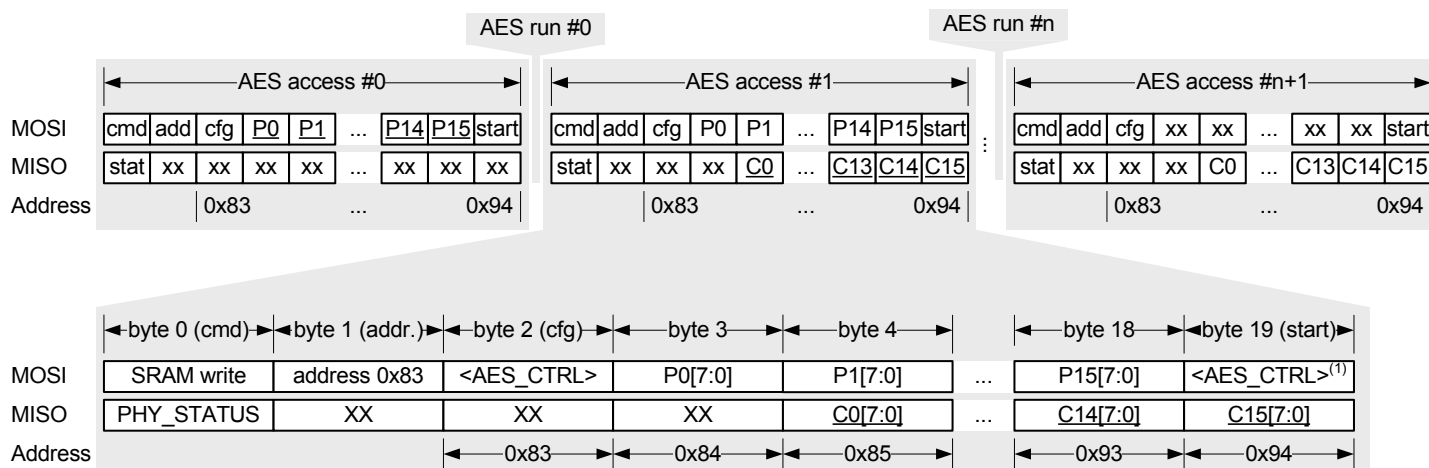 AES run #0 AES run #n
AES access #0 AES access #1 AES access #n+1
MOSI cmd add cfg P0 P1 ... P14 P15 start cmd add cfg P0 P1 ... P14 P15 start ... cmd add cfg xx xx ... xx xx start
MISO stat xx xx xx xx ... xx xx xx stat xx xx xx C0 ... C13 C14 C15 stat xx xx xx C0 ... C13 C14 C15
Address 0x83 ... 0x94 0x83 ... 0x94 0x83 ... 0x94
byte 0 (cmd) byte 1 (addr.) byte 2 (cfg) byte 3 byte 4 byte 18 byte 19 (start)
MOSI SRAM write address 0x83 <AES_CTRL> P0[7:0] P1[7:0] ... P15[7:0] <AES_CTRL>(1)
MISO PHY_STATUS XX XX XX C0[7:0] ... C14[7:0] C15[7:0]
Address 0x83 0x84 0x85 0x93 0x94